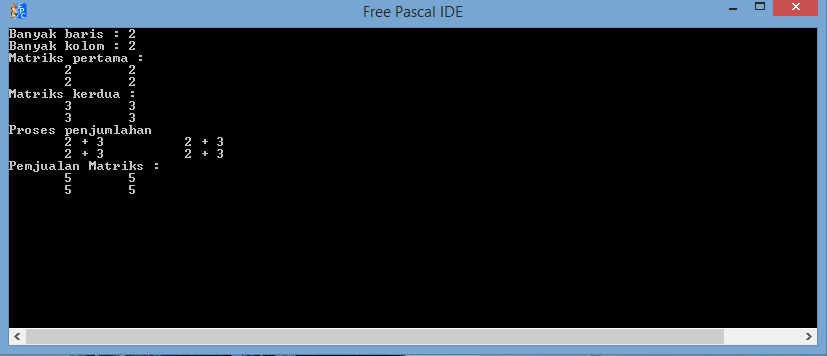 Free Pascal IDE
Banyak baris : 2
Banyak kolom : 2
Matriks pertama :
2 2
2 2
Matriks kerdua :
3 3
3 3
Proses penjumlahan
2 + 3 2 + 3
2 + 3 2 + 3
Pemjualan Matriks :
5 5
5 5